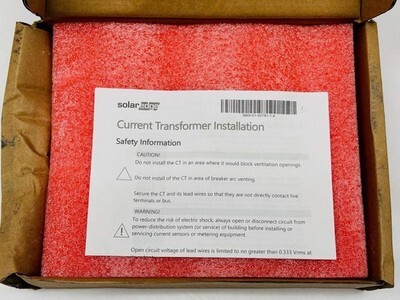 solaredge
Current Transformer Installation
Safety Information
CAUTION!
Do not install the CT in an area where it would block ventilation openings.
Do not install of the CT in area of breaker arc venting.
Secure the CT and its lead wires so that they are not directly contact live
terminals or bus.
WARNING!
To reduce the risk of electric shock, always open or disconnect circuit from
power-distribution system (or service) of building before installing or
servicing current sensors or metering equipment.
Open circuit voltage of lead wires is limited to no greater than 0.333 Vrms at